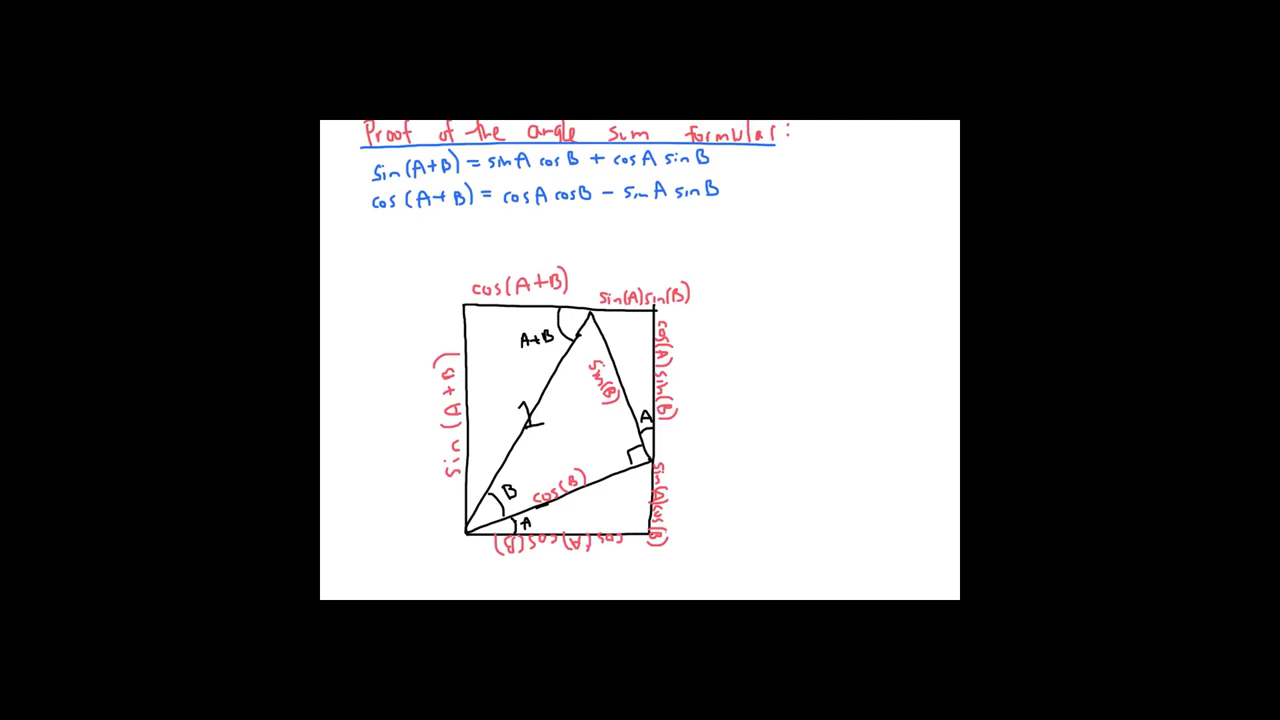 Proof of the angle sum formular:
sin(A+B) = sinA cosB + cosA sinB
cos(A+B) = cosA cosB - sinA sinB
cos(A+B)
sin(A)sin(B)
A+B
cos(A)sin(B)
sin(B)
sin(A+B)
1
A
B
cos(B)
sin(A)cos(B)
A
cos(A)cos(B)